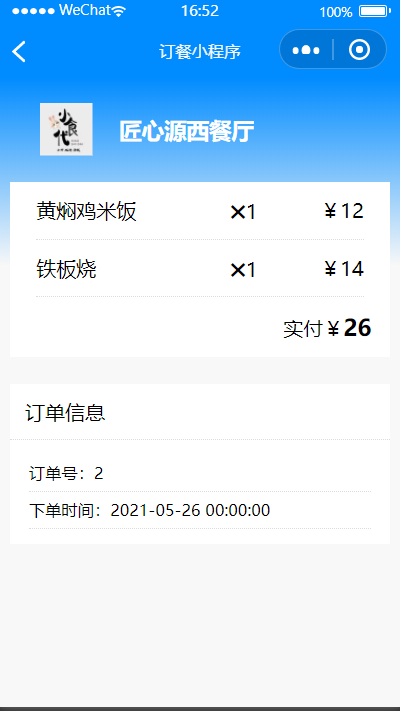 WeChat 16:52 100%
订餐小程序
小食代
匠心源西餐厅
黄焖鸡米饭 ×1 ¥12
铁板烧 ×1 ¥14
实付¥26
订单信息
订单号：2
下单时间：2021-05-26 00:00:00